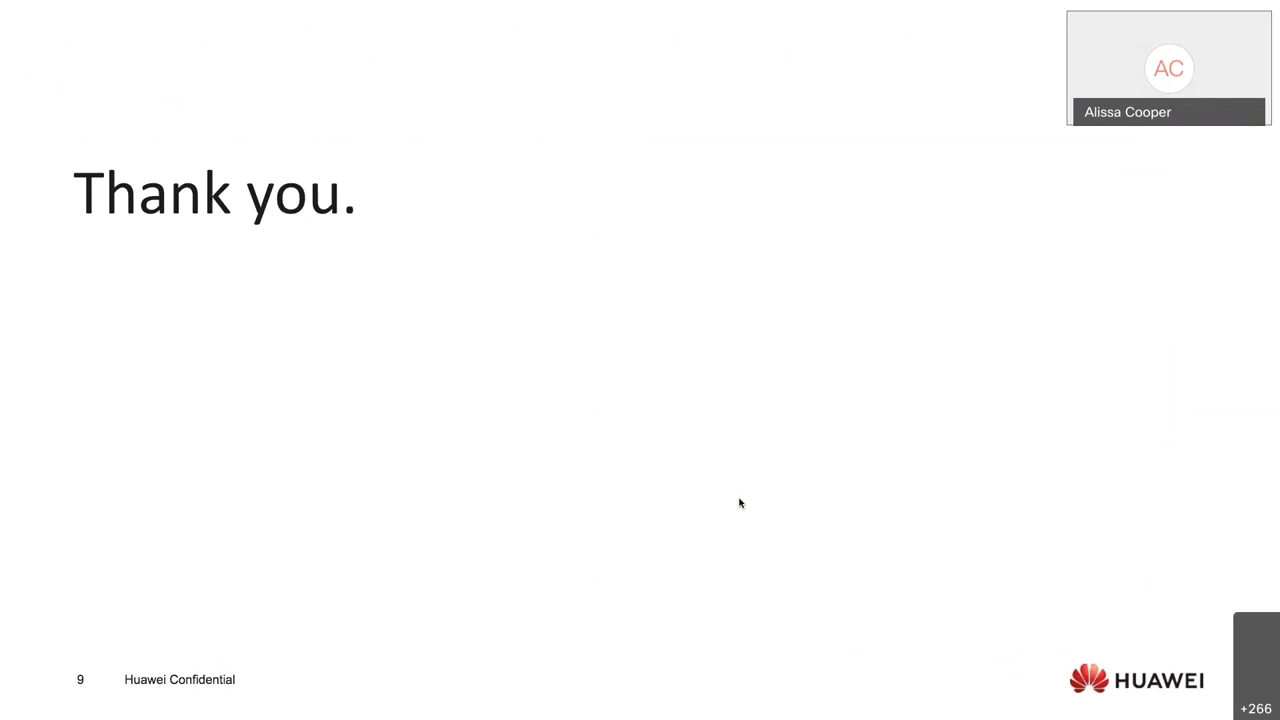 AC
Alissa Cooper
Thank you.
9 Huawei Confidential
HUAWEI
+266